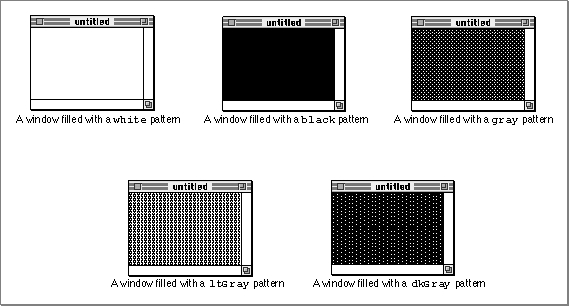 untitled
untitled
untitled
A window filled with a white pattern
A window filled with a black pattern
A window filled with a gray pattern
untitled
untitled
A window filled with a ltGray pattern
A window filled with a dkGray pattern